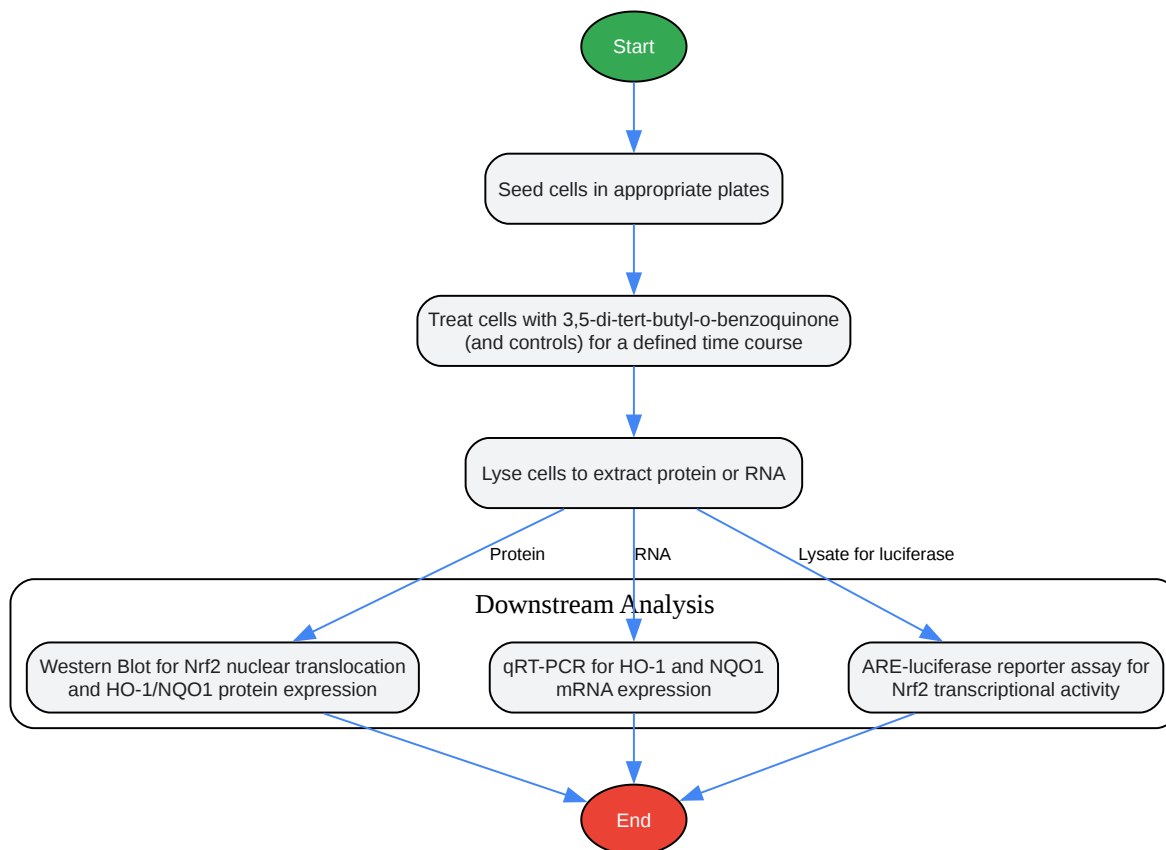 Start
Seed cells in appropriate plates
Treat cells with 3,5-di-tert-butyl-o-benzoquinone
(and controls) for a defined time course
Lyse cells to extract protein or RNA
Protein
RNA
Lysate for luciferase
Downstream Analysis
Western Blot for Nrf2 nuclear translocation
and HO-1/NQO1 protein expression
qRT-PCR for HO-1 and NQO1
mRNA expression
ARE-luciferase reporter assay for
Nrf2 transcriptional activity
End